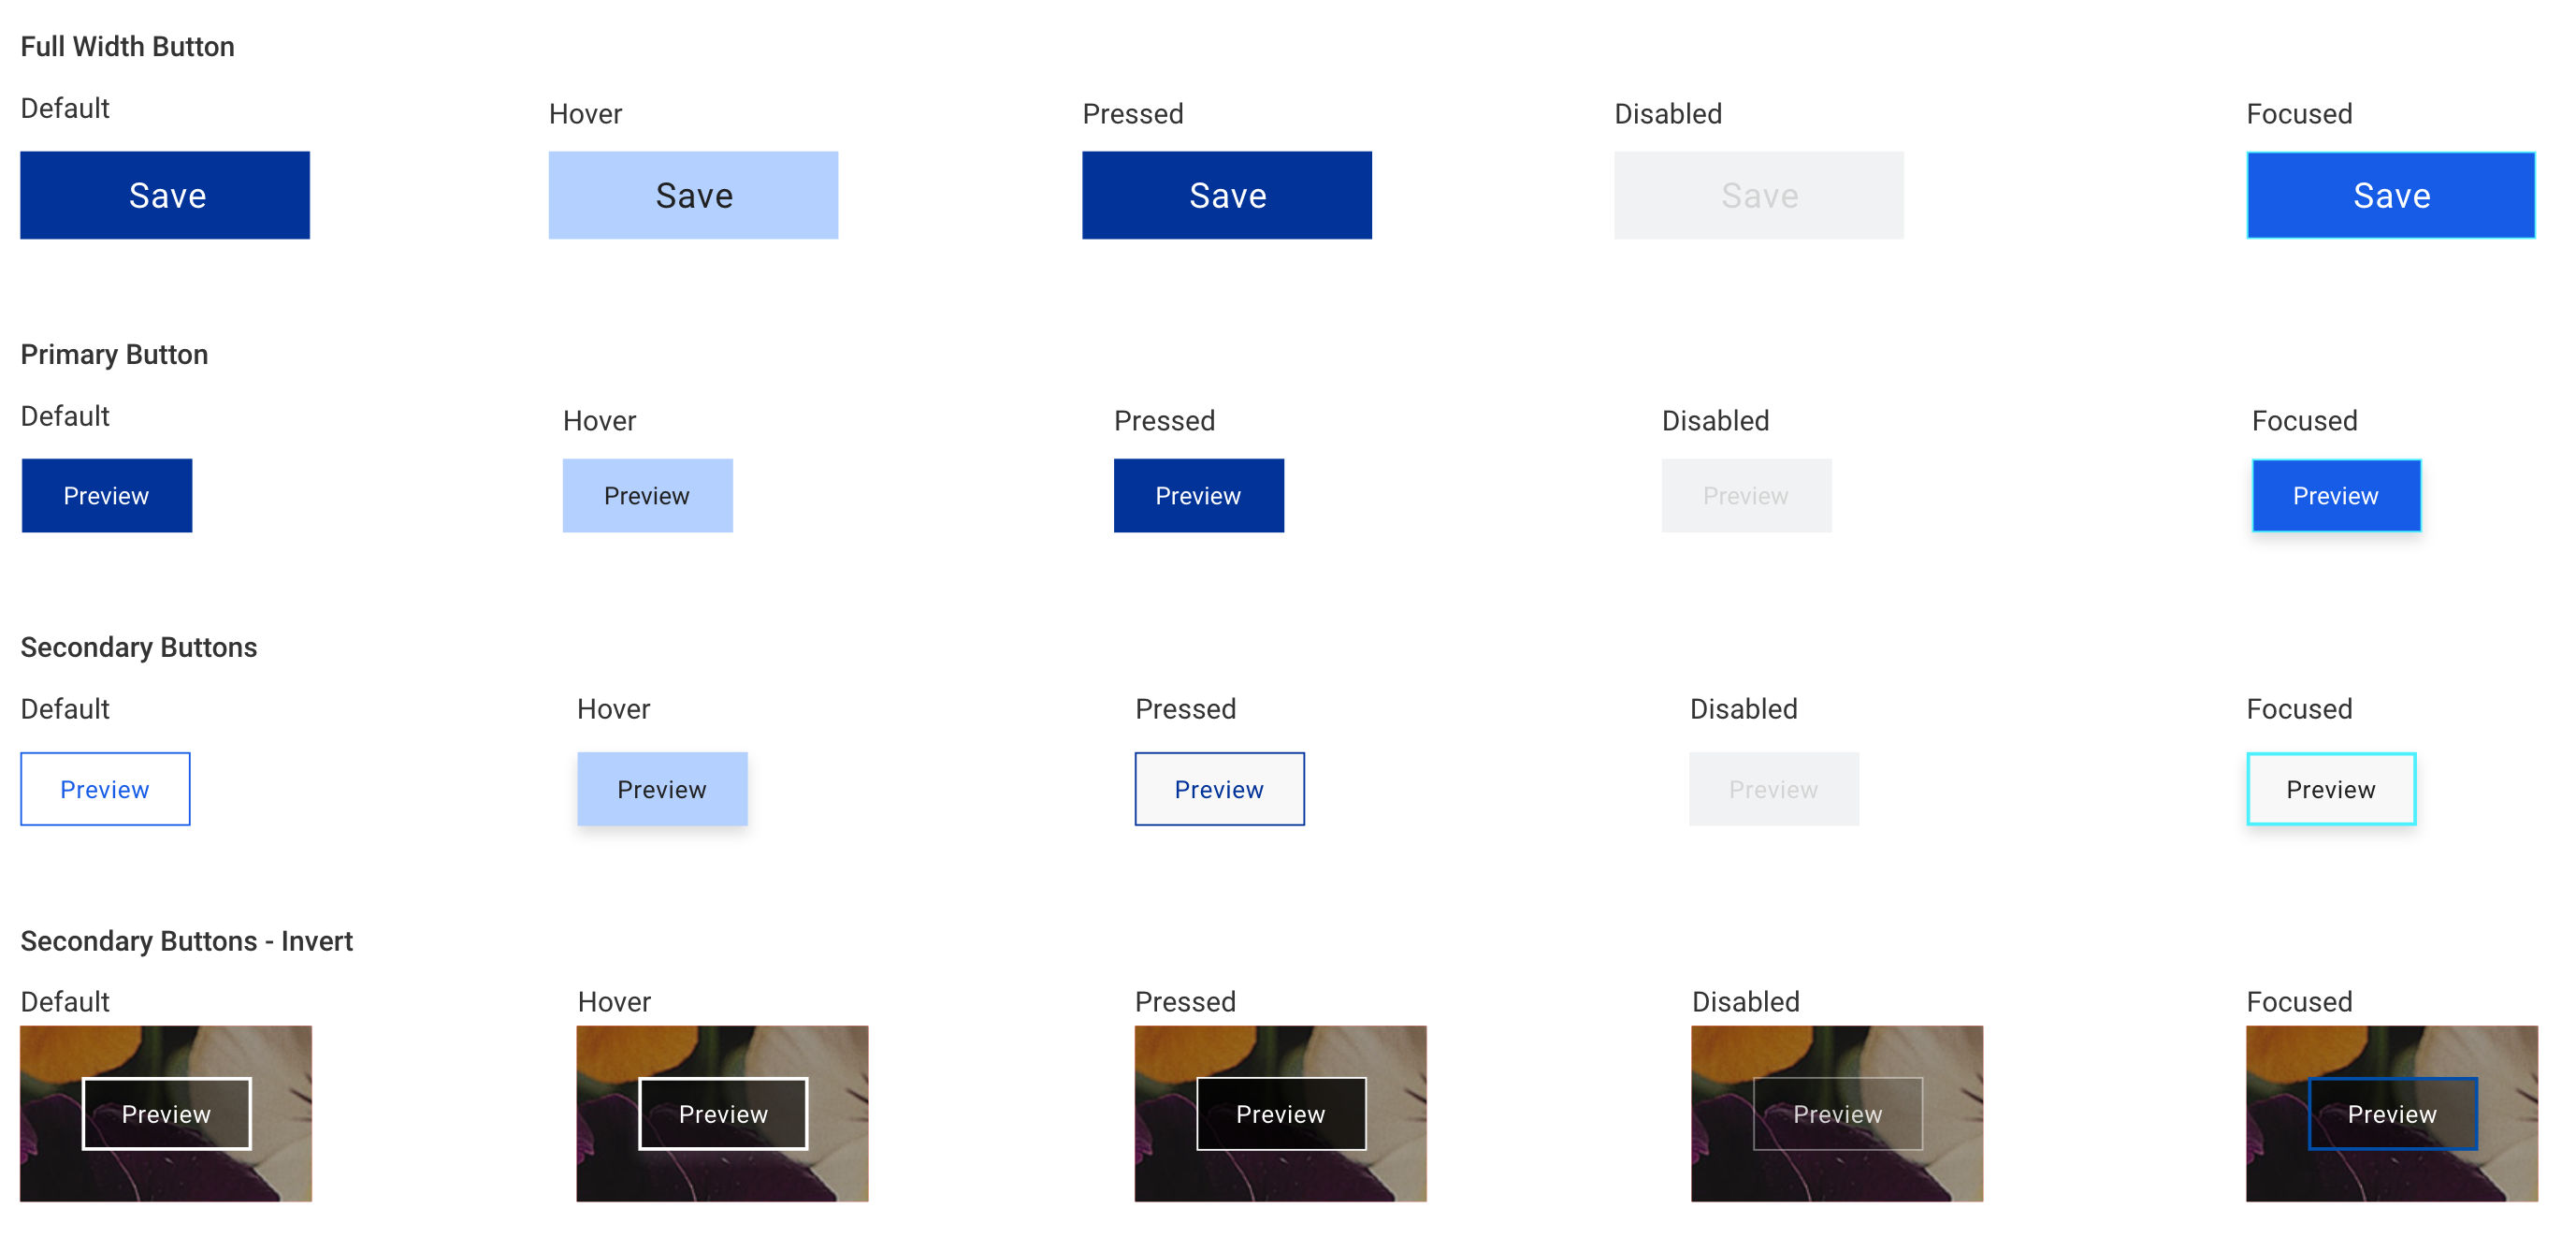 Full Width Button
Default
Hover
Pressed
Disabled
Focused
Save
Save
Save
Save
Save
Primary Button
Default
Hover
Pressed
Disabled
Focused
Preview
Preview
Preview
Preview
Preview
Secondary Buttons
Default
Hover
Pressed
Disabled
Focused
Preview
Preview
Preview
Preview
Preview
Secondary Buttons - Invert
Default
Hover
Pressed
Disabled
Focused
Preview
Preview
Preview
Preview
Preview